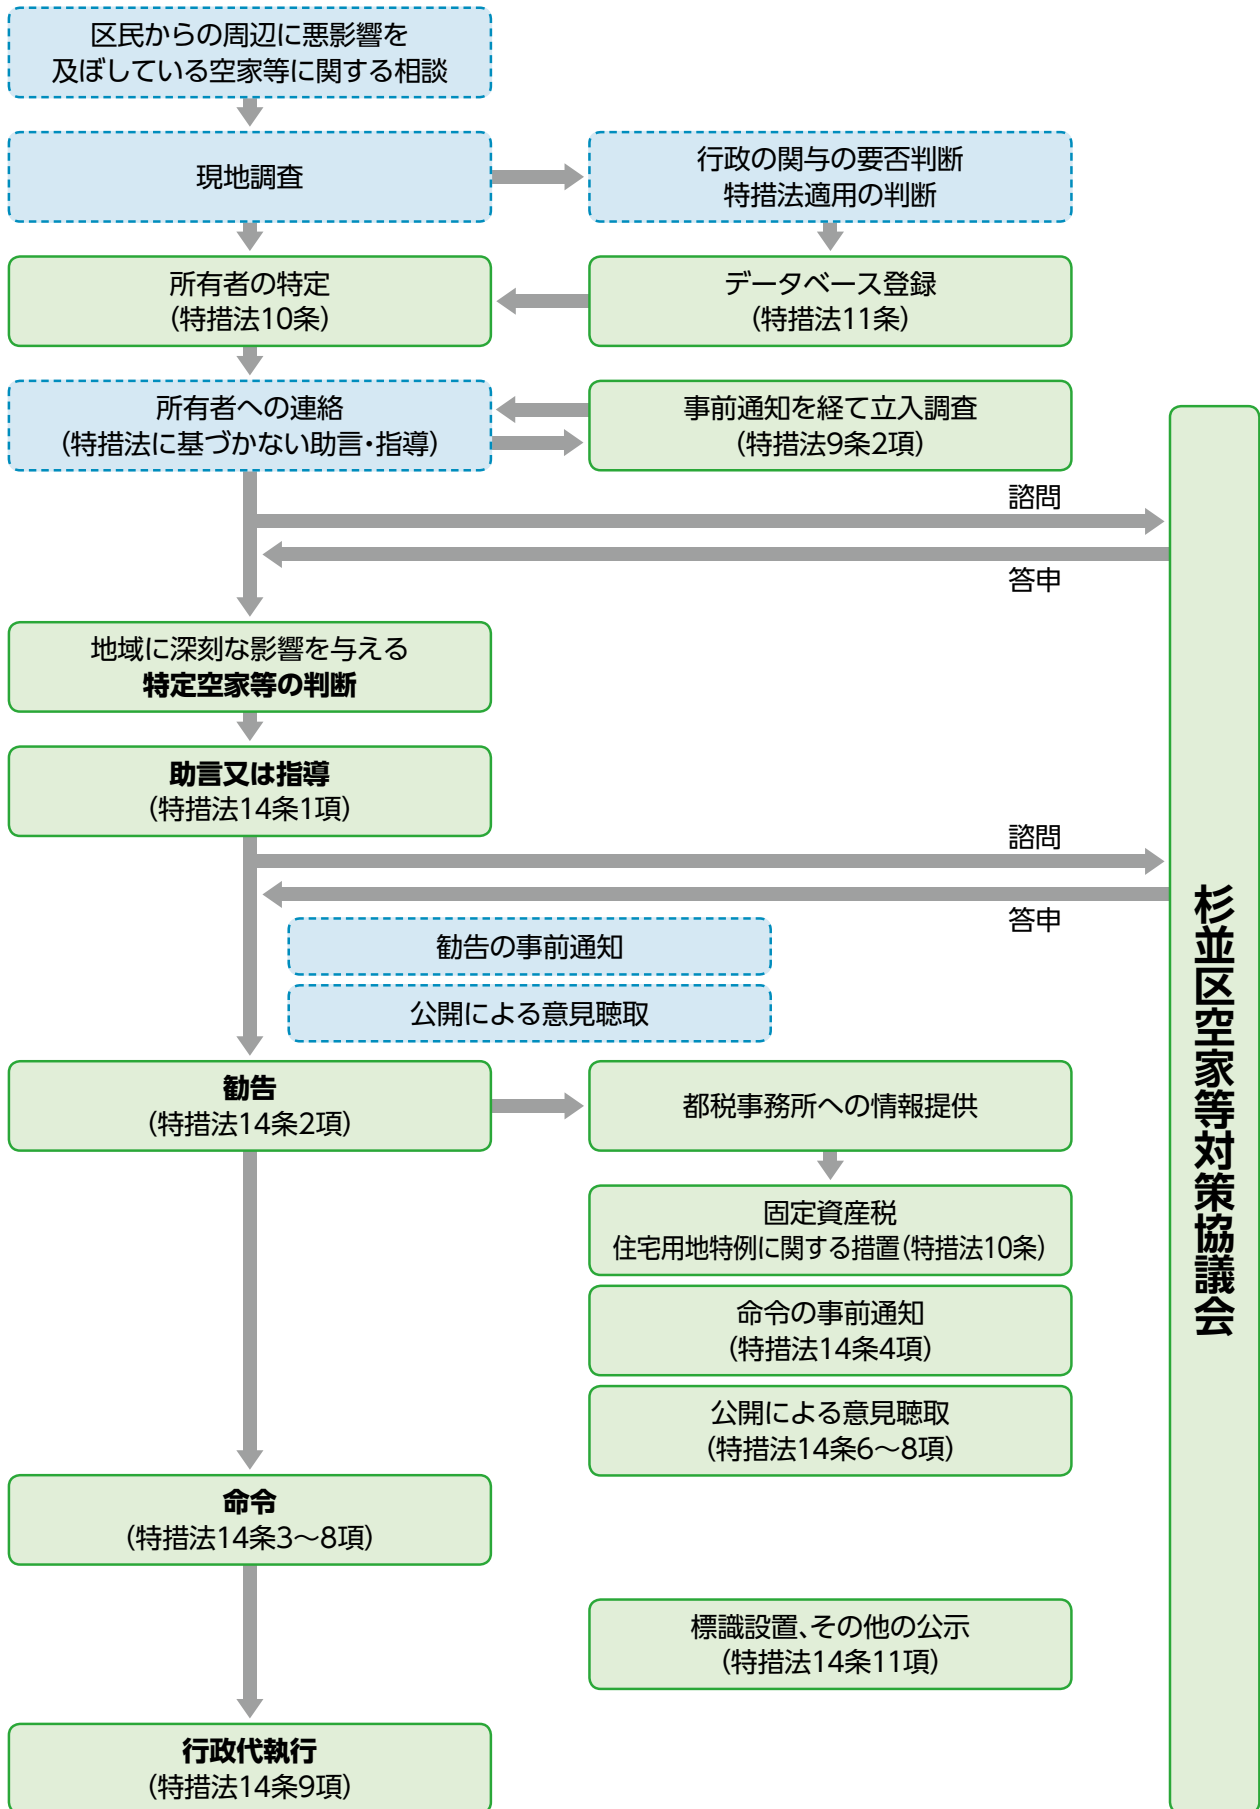 区民からの周辺に悪影響を
及ぼしている空家等に関する相談
現地調査
行政の関与の要否判断
特措法適用の判断
所有者の特定
(特措法10条)
データベース登録
(特措法11条)
所有者への連絡
(特措法に基づかない助言・指導)
事前通知を経て立入調査
(特措法9条2項)
諮問
答申
地域に深刻な影響を与える
特定空家等の判断
助言又は指導
(特措法14条1項)
諮問
答申
勧告の事前通知
公開による意見聴取
勧告
(特措法14条2項)
都税事務所への情報提供
固定資産税
住宅用地特例に関する措置(特措法10条)
命令の事前通知
(特措法14条4項)
公開による意見聴取
(特措法14条6〜8項)
命令
(特措法14条3〜8項)
標識設置、その他の公示
(特措法14条11項)
行政代執行
(特措法14条9項)
杉並区空家等対策協議会